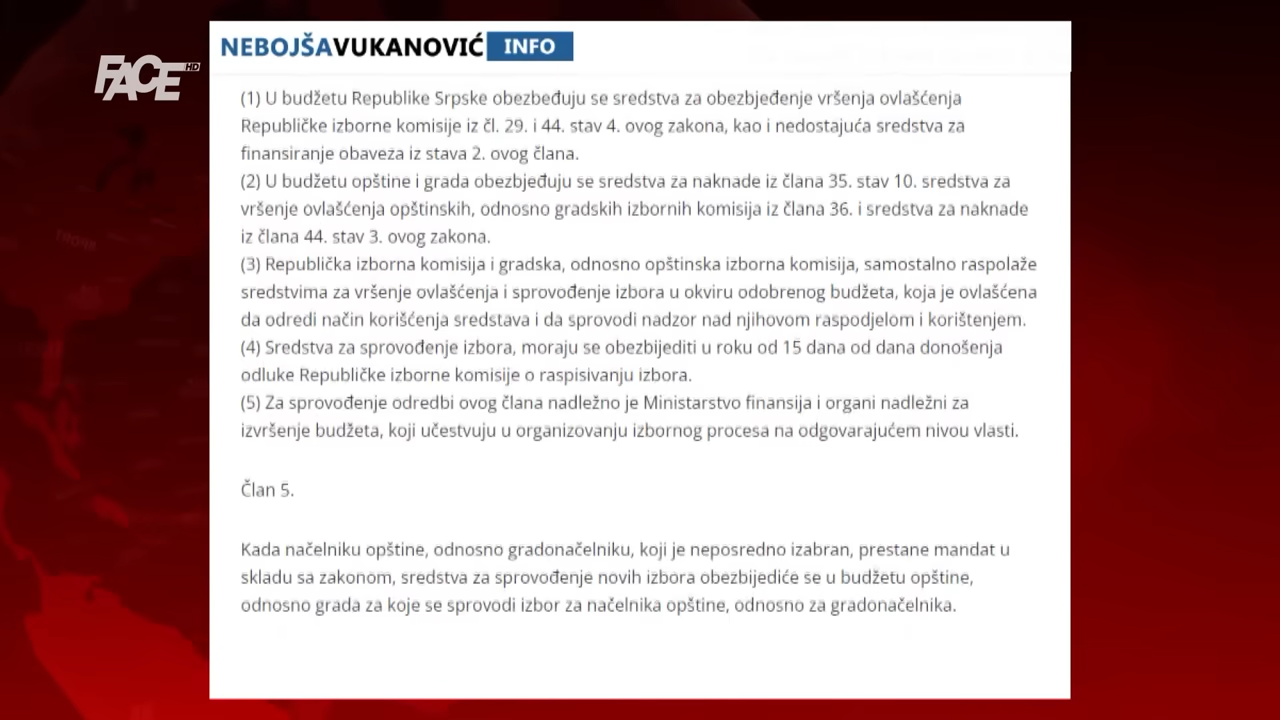 FACE HD
NEBOJŠAVUKANOVIĆ INFO
(1) U budžetu Republike Srpske obezbeđuju se sredstva za obezbjeđenje vršenja ovlašćenja
Republičke izborne komisije iz čl. 29. i 44. stav 4. ovog zakona, kao i nedostajuća sredstva za
finansiranje obaveza iz stava 2. ovog člana.
(2) U budžetu opštine i grada obezbjeđuju se sredstva za naknade iz člana 35. stav 10. sredstva za
vršenje ovlašćenja opštinskih, odnosno gradskih izbornih komisija iz člana 36. i sredstva za naknade
iz člana 44. stav 3. ovog zakona.
(3) Republička izborna komisija i gradska, odnosno opštinska izborna komisija, samostalno raspolaže
sredstvima za vršenje ovlašćenja i sprovođenje izbora u okviru odobrenog budžeta, koja je ovlašćena
da odredi način korišćenja sredstava i da sprovodi nadzor nad njihovom raspodjelom i korištenjem.
(4) Sredstva za sprovođenje izbora, moraju se obezbijediti u roku od 15 dana od dana donošenja
odluke Republičke izborne komisije o raspisivanju izbora.
(5) Za sprovođenje odredbi ovog člana nadležno je Ministarstvo finansija i organi nadležni za
izvršenje budžeta, koji učestvuju u organizovanju izbornog procesa na odgovarajućem nivou vlasti.
Član 5.
Kada načelniku opštine, odnosno gradonačelniku, koji je neposredno izabran, prestane mandat u
skladu sa zakonom, sredstva za sprovođenje novih izbora obezbijediće se u budžetu opštine,
odnosno grada za koje se sprovodi izbor za načelnika opštine, odnosno za gradonačelnika.